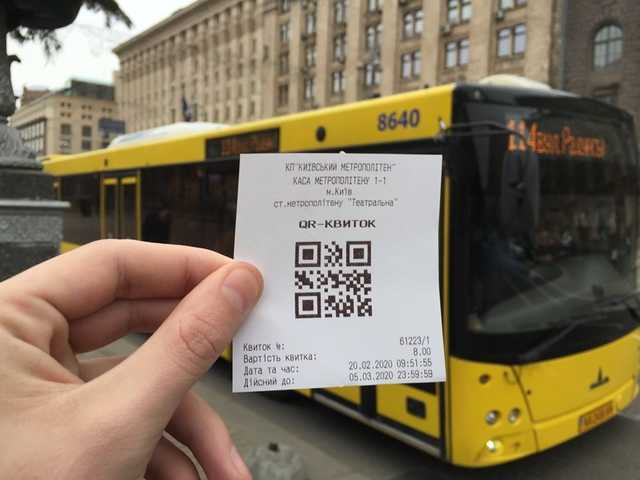 8640
114
КП"КИЇВСЬКИЙ МЕТРОПОЛІТЕН"
КАСА МЕТРОПОЛІТЕНУ 1-1
м.Київ
ст.метрополітену "Театральна"
QR-КВИТОК
Квиток №: 61223/1
Вартість квитка: 8.00
Дата та час: 20.02.2020 09:51:55
Дійсний до: 05.03.2020 23:59:59